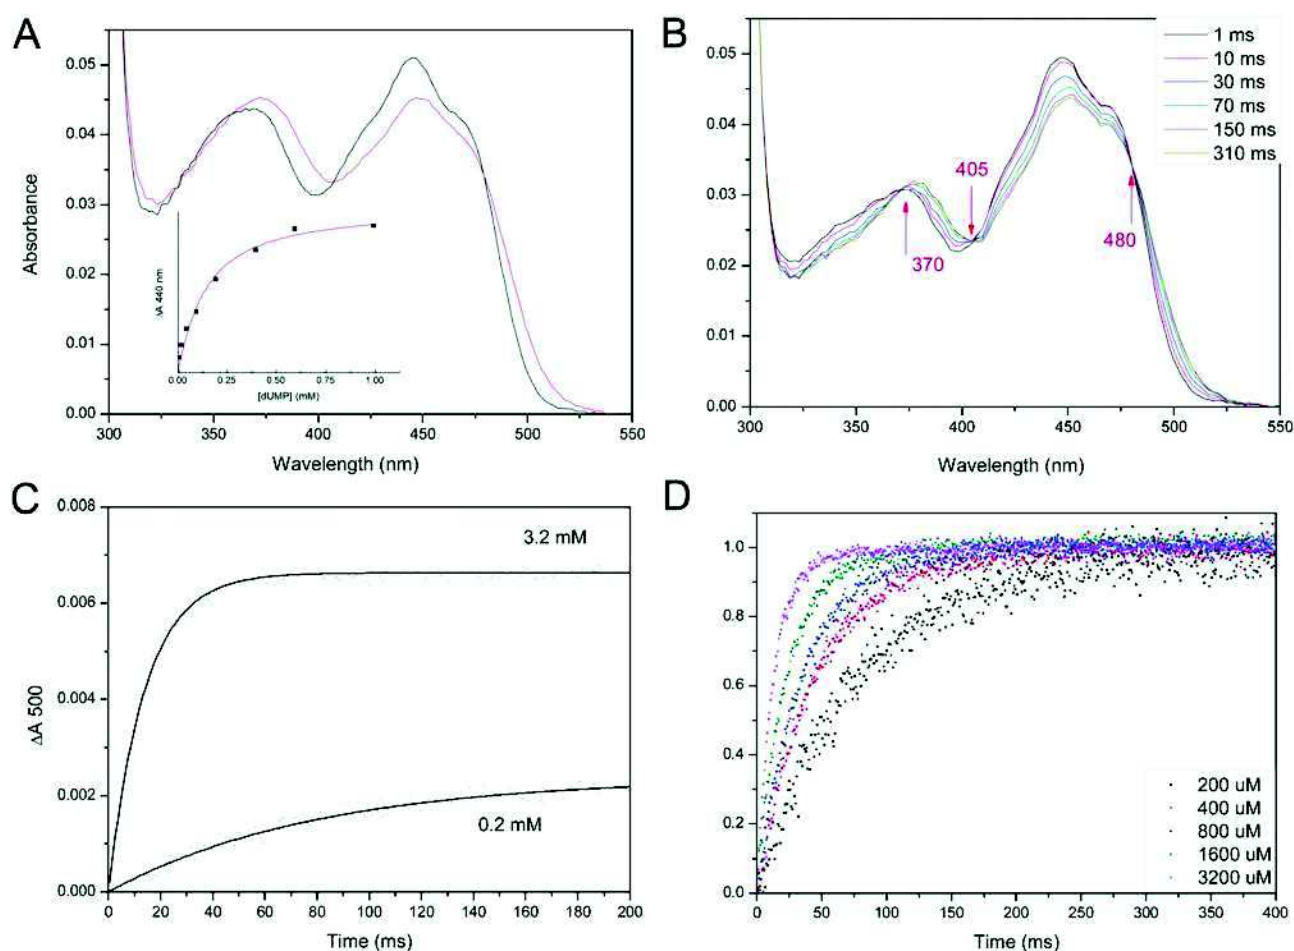 A
0.05
0.04
0.03
0.02
0.01
0.00
Absorbance
ΔA 440 nm
0.00 0.25 0.50 0.75 1.00
[dUMP] (mM)
300 350 400 450 500 550
Wavelength (nm)
B
0.05
0.04
0.03
0.02
0.01
0.00
1 ms
10 ms
30 ms
70 ms
150 ms
310 ms
405
370
480
300 350 400 450 500 550
Wavelength (nm)
C
0.008
0.006
0.004
0.002
0.000
ΔA 500
3.2 mM
0.2 mM
0 20 40 60 80 100 120 140 160 180 200
Time (ms)
D
1.0
0.8
0.6
0.4
0.2
0.0
200 uM
400 uM
800 uM
1600 uM
3200 uM
0 50 100 150 200 250 300 350 400
Time (ms)